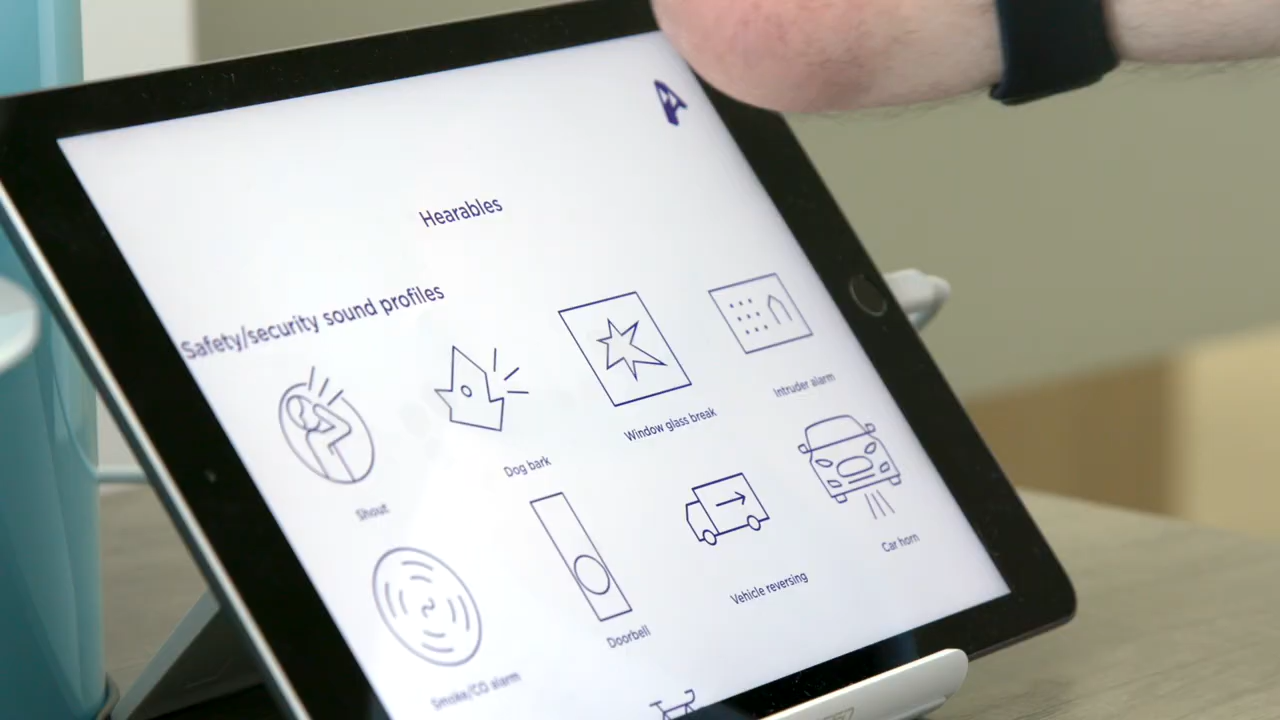 Hearables
Safety/security sound profiles
Shout
Dog bark
Window glass break
Intruder alarm
Smoke/CO alarm
Doorbell
Vehicle reversing
Car horn